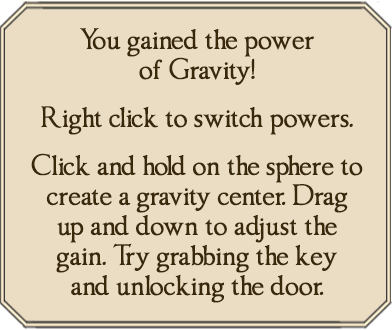 You gained the power
of Gravity!
Right click to switch powers.
Click and hold on the sphere to
create a gravity center. Drag
up and down to adjust the
gain. Try grabbing the key
and unlocking the door.